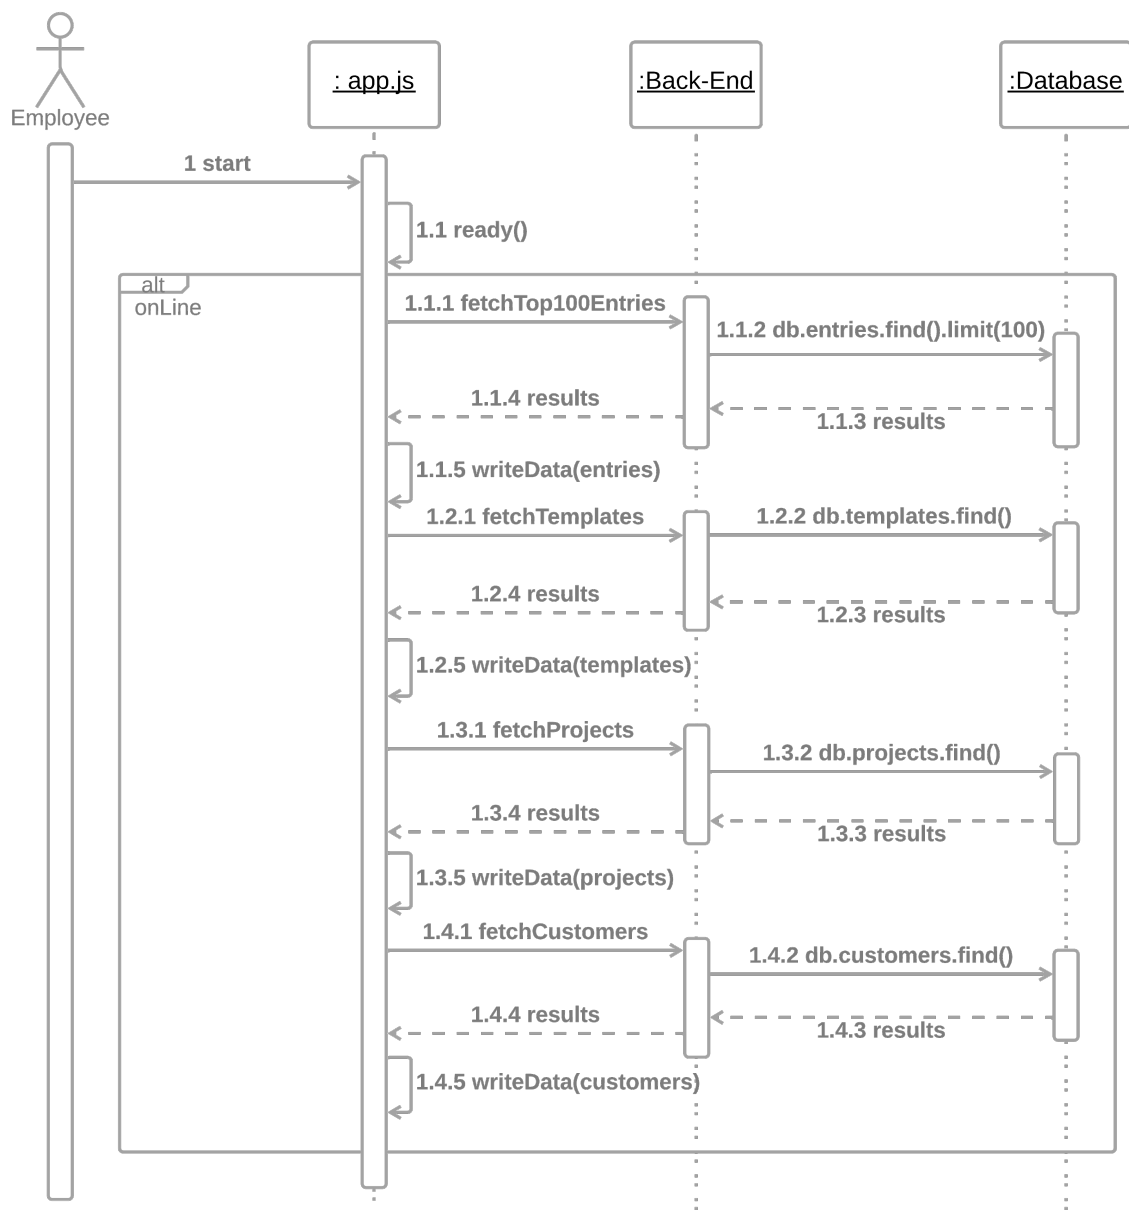 Employee
: app.js
:Back-End
:Database
1 start
1.1 ready()
alt
onLine
1.1.1 fetchTop100Entries
1.1.2 db.entries.find().limit(100)
1.1.4 results
1.1.3 results
1.1.5 writeData(entries)
1.2.1 fetchTemplates
1.2.2 db.templates.find()
1.2.4 results
1.2.3 results
1.2.5 writeData(templates)
1.3.1 fetchProjects
1.3.2 db.projects.find()
1.3.4 results
1.3.3 results
1.3.5 writeData(projects)
1.4.1 fetchCustomers
1.4.2 db.customers.find()
1.4.4 results
1.4.3 results
1.4.5 writeData(customers)